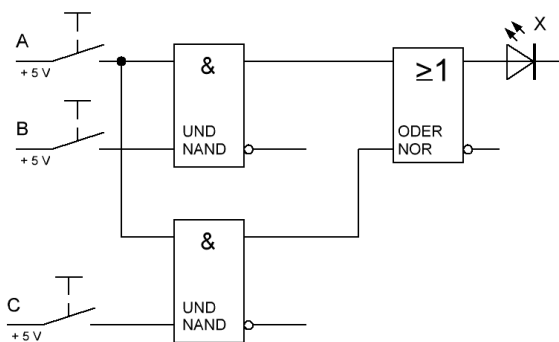 A
+ 5 V
B
+ 5 V
&
UND
NAND
≥1
ODER
NOR
X
C
+ 5 V
&
UND
NAND